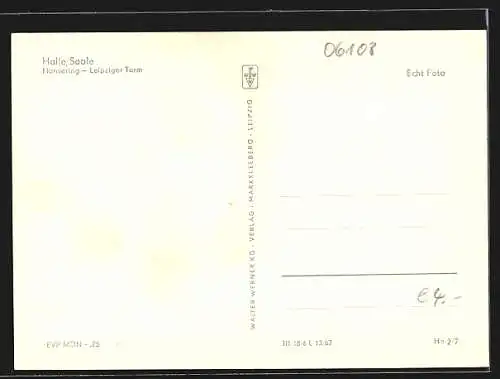 06108
Halle, Saale
Hansering – Leipziger Turm
Echt Foto
WALTER WERNER KG · VERLAG · MARKKLEEBERG · LEIPZIG
EVP MDN -,25
III 18 6 L 13 67
Hn 2/7
€4.-